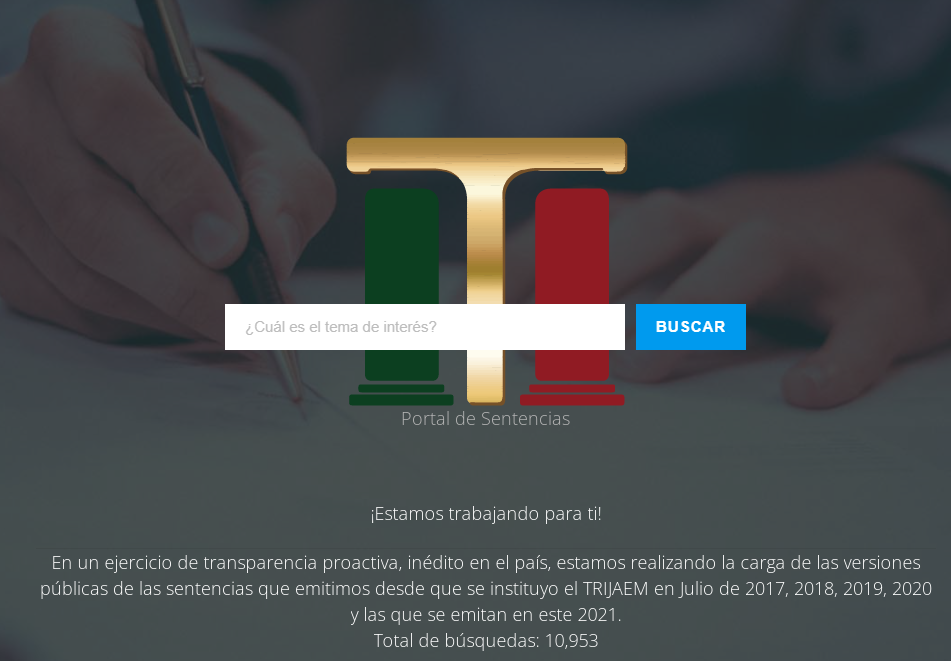 ¿Cuál es el tema de interés?
BUSCAR
Portal de Sentencias
¡Estamos trabajando para ti!
En un ejercicio de transparencia proactiva, inédito en el país, estamos realizando la carga de las versiones
públicas de las sentencias que emitimos desde que se instituyo el TRIJAEM en Julio de 2017, 2018, 2019, 2020
y las que se emitan en este 2021.
Total de búsquedas: 10,953